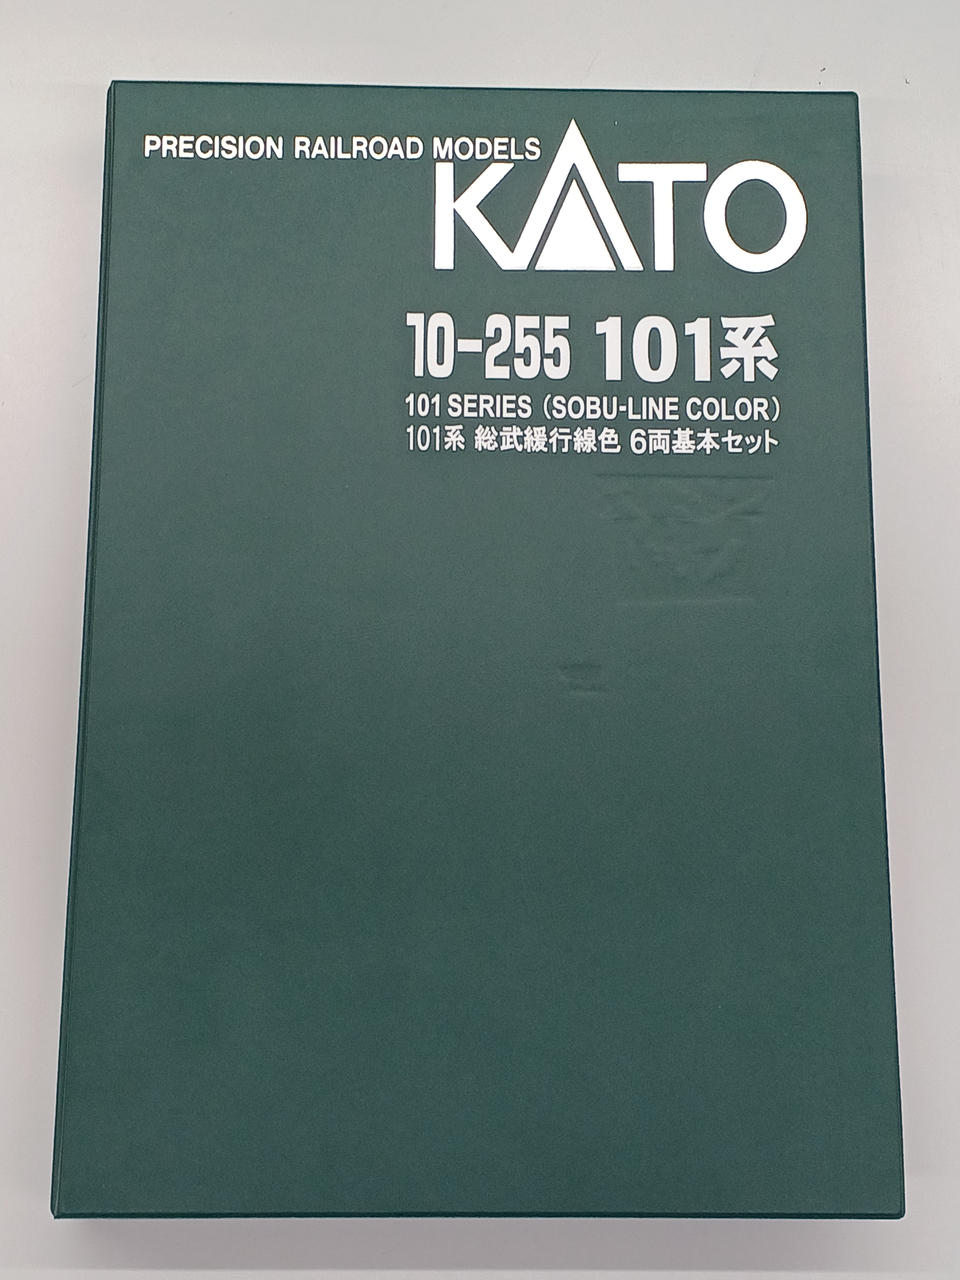 PRECISION RAILROAD MODELS
KATO
10-255 101系
101 SERIES (SOBU-LINE COLOR)
101系 総武緩行線色 6両基本セット